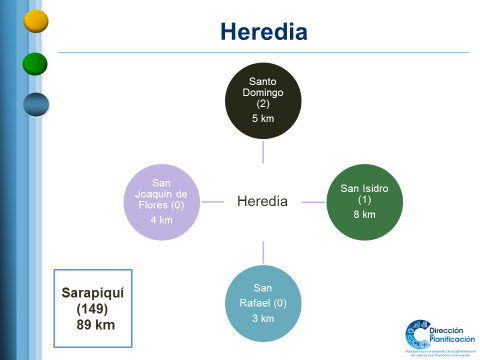 Heredia
Santo
Domingo
(2)
5 km
San
Joaquín de
Flores (0)
4 km
Heredia
San Isidro
(1)
8 km
San
Rafael (0)
3 km
Sarapiquí
(149)
89 km
Dirección
de
Planificación